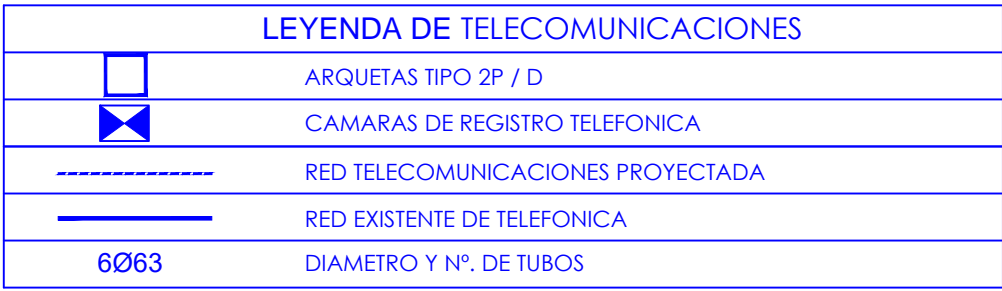 LEYENDA DE TELECOMUNICACIONES
ARQUETAS TIPO 2P / D
CAMARAS DE REGISTRO TELEFONICA
RED TELECOMUNICACIONES PROYECTADA
RED EXISTENTE DE TELEFONICA
6Ø63 DIAMETRO Y Nº. DE TUBOS